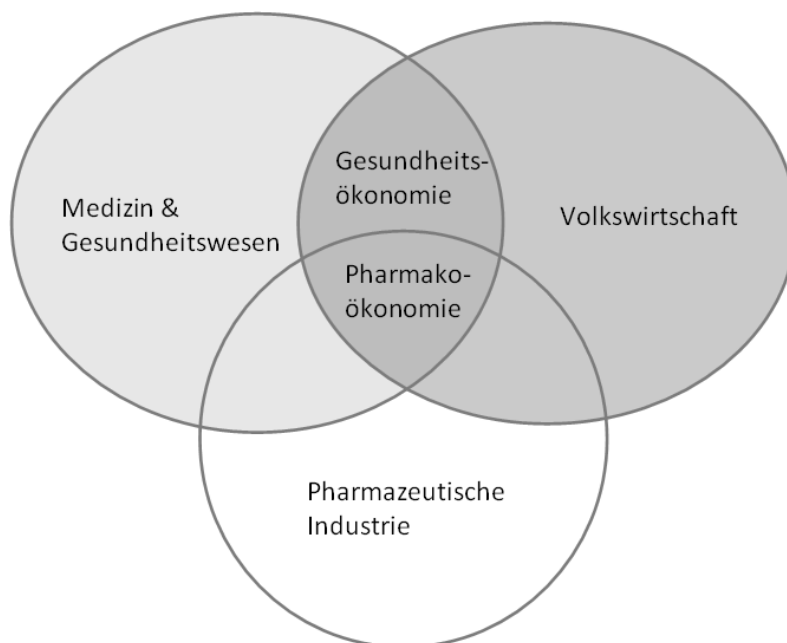 Gesundheits-
ökonomie
Medizin &
Gesundheitswesen
Volkswirtschaft
Pharmako-
ökonomie
Pharmazeutische
Industrie